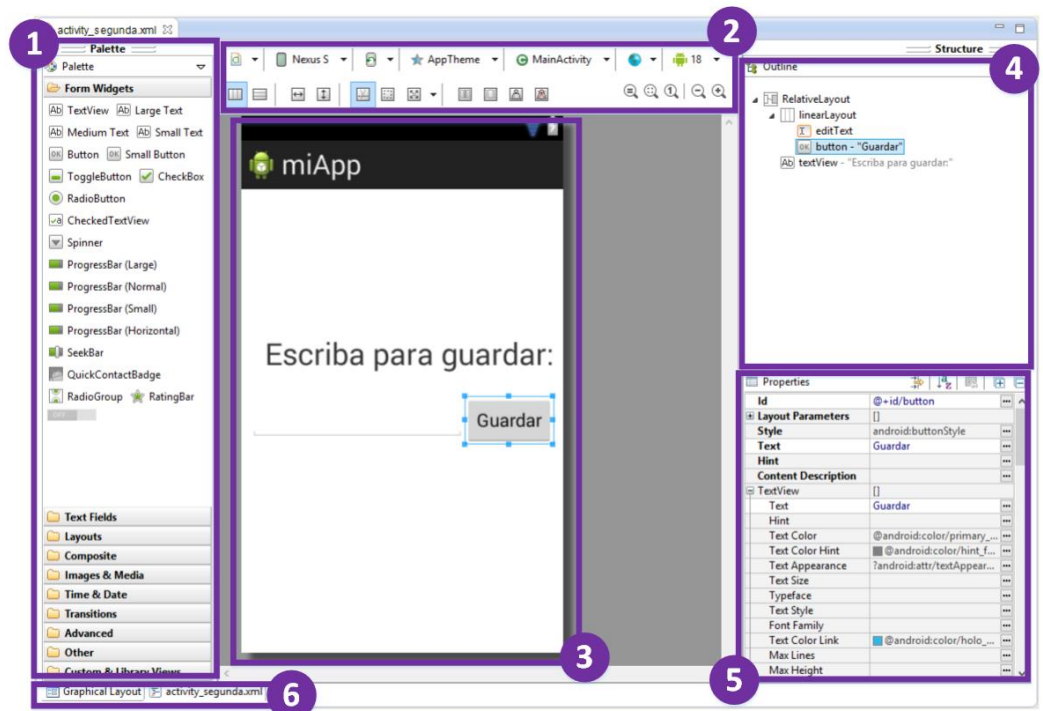 activity_segunda.xml
1
Palette
Palette
Form Widgets
TextView Large Text
Medium Text Small Text
Button Small Button
ToggleButton CheckBox
RadioButton
CheckedTextView
Spinner
ProgressBar (Large)
ProgressBar (Normal)
ProgressBar (Small)
ProgressBar (Horizontal)
SeekBar
QuickContactBadge
RadioGroup RatingBar
OFF
Text Fields
Layouts
Composite
Images & Media
Time & Date
Transitions
Advanced
Other
Custom & Library Views
2
Nexus S AppTheme MainActivity 18
miApp
Escriba para guardar:
Guardar
3
Structure
4
Outline
RelativeLayout
linearLayout
editText
button - "Guardar"
textView - "Escriba para guardar:"
Properties
Id @+id/button
Layout Parameters []
Style android:buttonStyle
Text Guardar
Hint
Content Description
TextView []
Text Guardar
Hint
Text Color @android:color/primary_...
Text Color Hint @android:color/hint_f...
Text Appearance ?android:attr/textAppear...
Text Size
Typeface
Text Style
Font Family
Text Color Link @android:color/holo_...
Max Lines
Max Height
5
Graphical Layout activity_segunda.xml
6